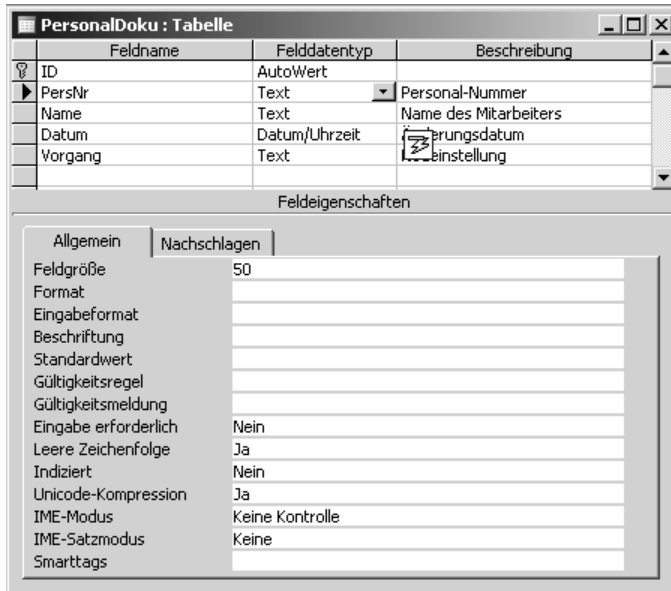 PersonalDoku : Tabelle
Feldname Felddatentyp Beschreibung
ID AutoWert
PersNr Text Personal-Nummer
Name Text Name des Mitarbeiters
Datum Datum/Uhrzeit
Vorgang Text
Feldeigenschaften
Allgemein Nachschlagen
Feldgröße 50
Format
Eingabeformat
Beschriftung
Standardwert
Gültigkeitsregel
Gültigkeitsmeldung
Eingabe erforderlich Nein
Leere Zeichenfolge Ja
Indiziert Nein
Unicode-Kompression Ja
IME-Modus Keine Kontrolle
IME-Satzmodus Keine
Smarttags